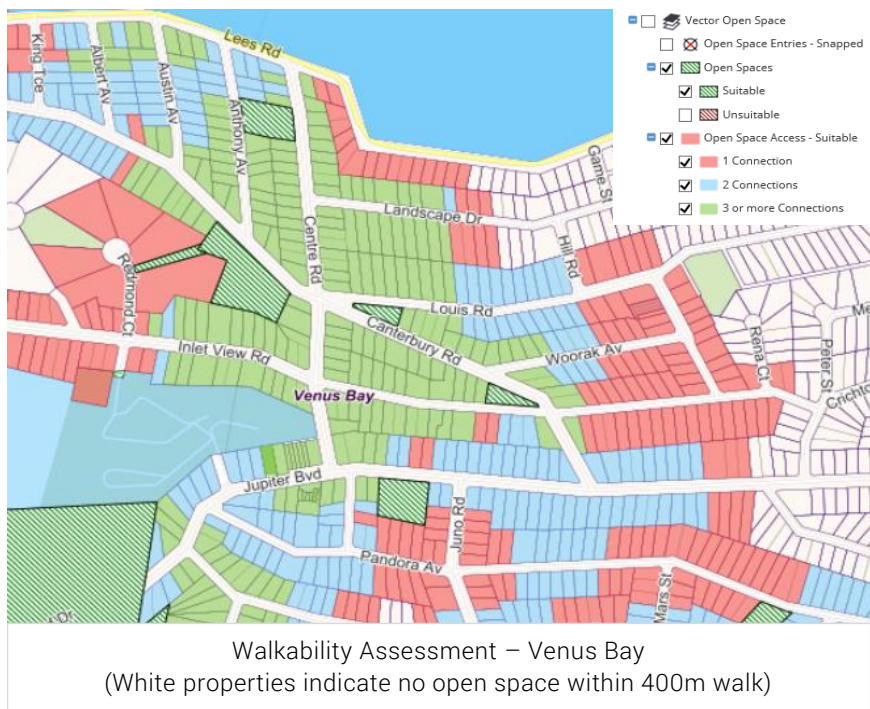 Vector Open Space
Open Space Entries - Snapped
Open Spaces
Suitable
Unsuitable
Open Space Access - Suitable
1 Connection
2 Connections
3 or more Connections
Lees Rd
King Tce
Albert Av
Austin Av
Anthony Av
Game St
Landscape Dr
Centre Rd
Hill Rd
Redmond Ct
Louis Rd
Canterbury Rd
Inlet View Rd
Woorak Av
Rena Ct
Peter St
Me
Venus Bay
Crichto
Jupiter Blvd
Juno Rd
Pandora Av
Mars St
Dr
Walkability Assessment – Venus Bay
(White properties indicate no open space within 400m walk)